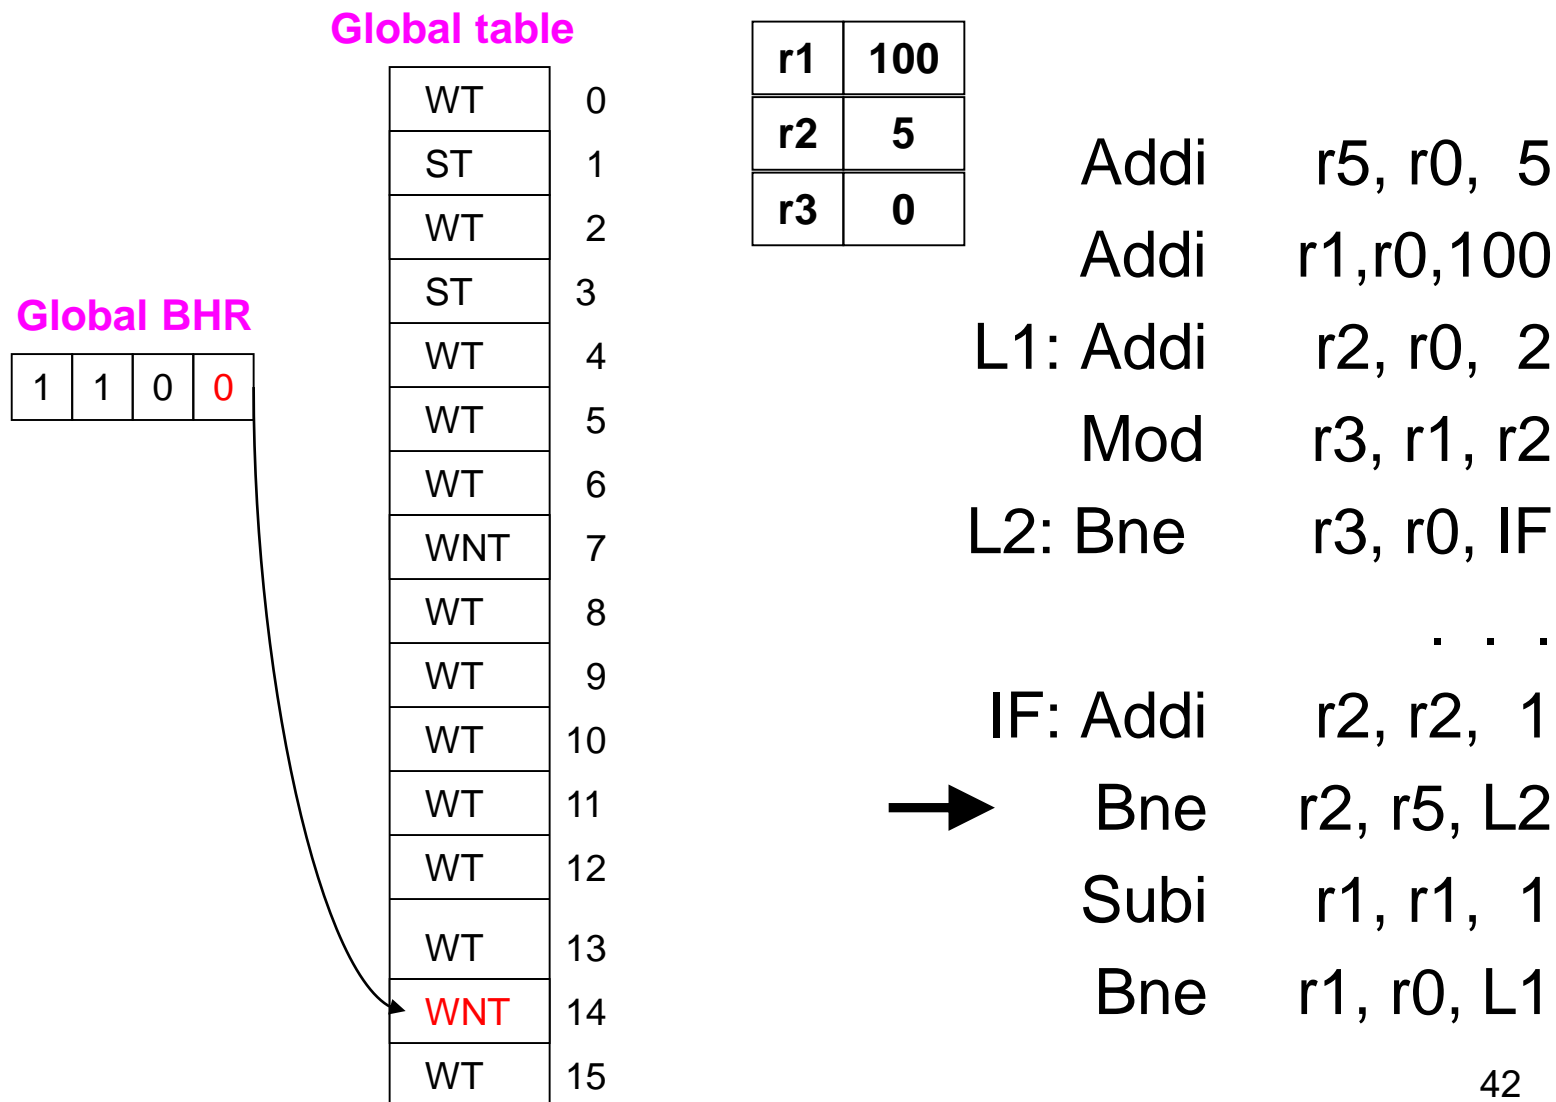 Global table
WT 0
ST 1
WT 2
ST 3
WT 4
WT 5
WT 6
WNT 7
WT 8
WT 9
WT 10
WT 11
WT 12
WT 13
WNT 14
WT 15
Global BHR
1 1 0 0
r1 100
r2 5
r3 0
Addi r5, r0, 5
Addi r1,r0,100
L1: Addi r2, r0, 2
Mod r3, r1, r2
L2: Bne r3, r0, IF
. . .
IF: Addi r2, r2, 1
Bne r2, r5, L2
Subi r1, r1, 1
Bne r1, r0, L1
42